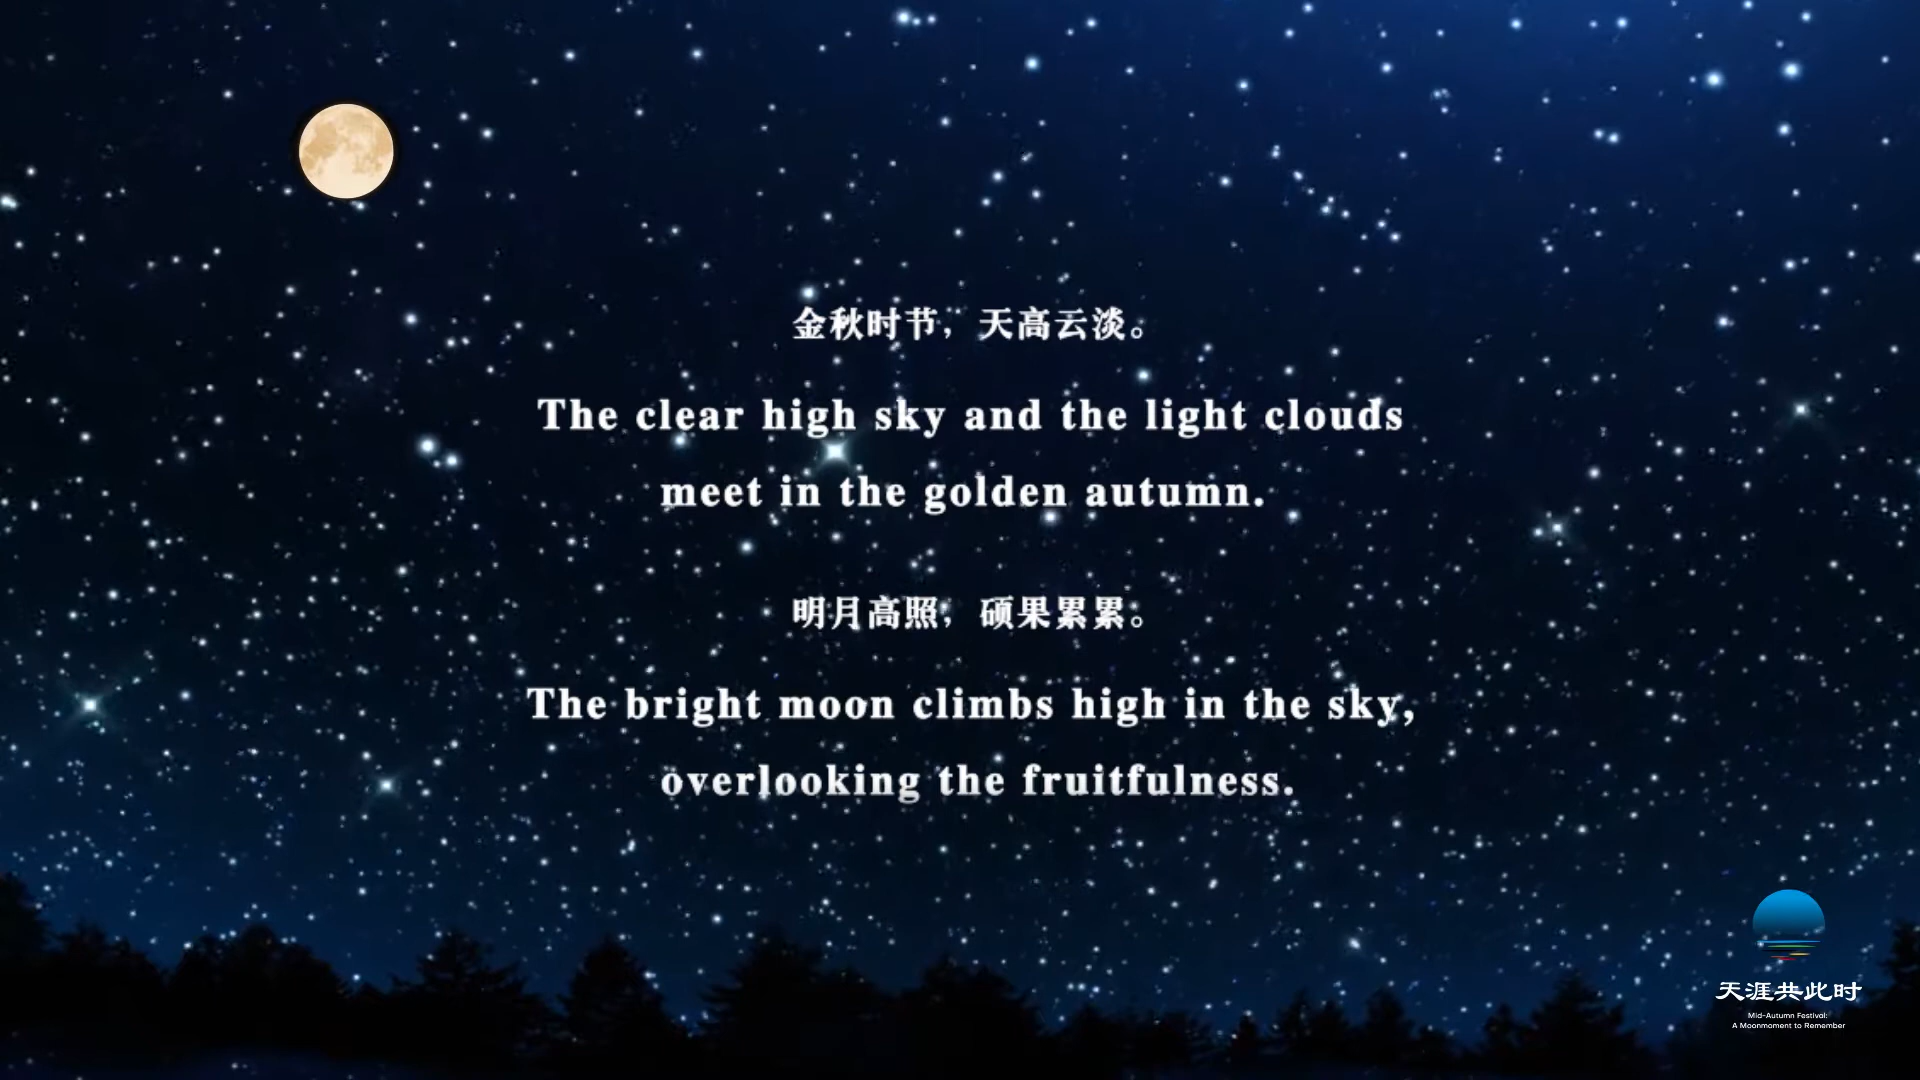 金秋时节，天高云淡。
The clear high sky and the light clouds
meet in the golden autumn.
明月高照，硕果累累。
The bright moon climbs high in the sky,
overlooking the fruitfulness.
天涯共此时
Mid-Autumn Festival:
A Moonmoment to Remember